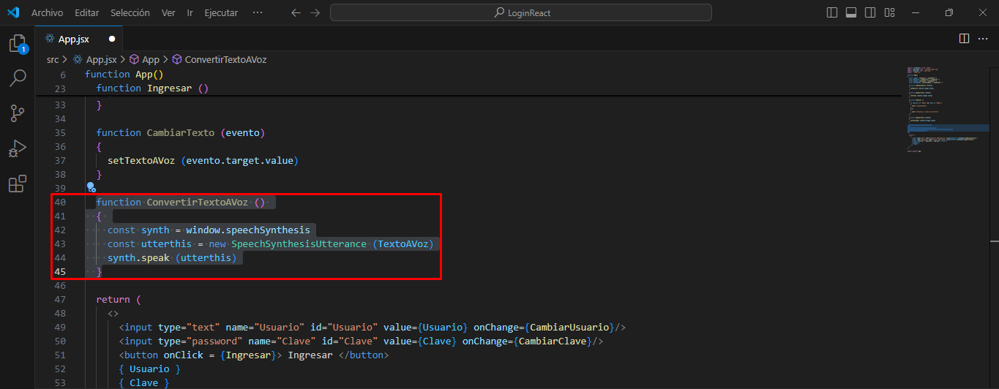 Archivo Editar Selección Ver Ir Ejecutar ··· LoginReact
1
App.jsx
src > App.jsx > App > ConvertirTextoAVoz
6 function App()
23 function Ingresar ()
33 }
34
35 function CambiarTexto (evento)
36 {
37 setTextoAVoz (evento.target.value)
38 }
39
40 function ConvertirTextoAVoz ()
41 {
42 const synth = window.speechSynthesis
43 const utterthis = new SpeechSynthesisUtterance (TextoAVoz)
44 synth.speak (utterthis)
45 }
46
47 return (
48 <>
49 <input type="text" name="Usuario" id="Usuario" value={Usuario} onChange={CambiarUsuario}/>
50 <input type="password" name="Clave" id="Clave" value={Clave} onChange={CambiarClave}/>
51 <button onClick = {Ingresar}> Ingresar </button>
52 { Usuario }
53 { Clave }